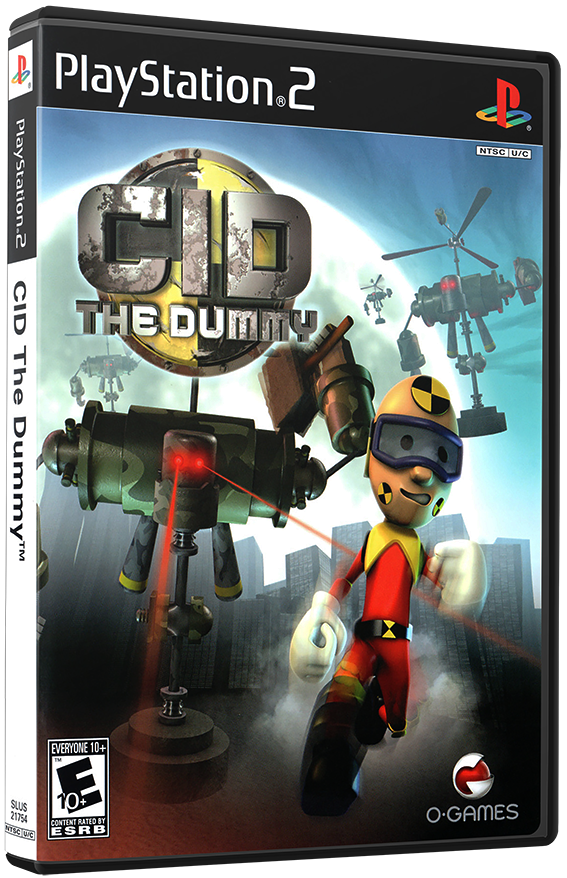 PlayStation®2
NTSC U/C
CID
THE DUMMY
EVERYONE 10+
™
E
10+
CONTENT RATED BY
ESRB
O·GAMES
PlayStation®2
CID The Dummy™
SLUS
21754
NTSC U/C